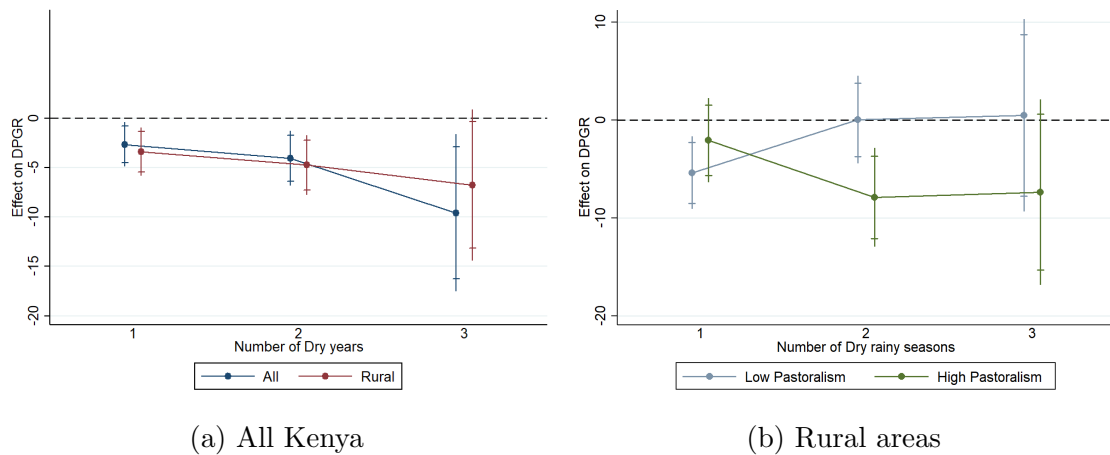 Effect on DPGR
0
-5
-10
-15
-20
1 2 3
Number of Dry years
All Rural
(a) All Kenya
Effect on DPGR
10
0
-10
-20
1 2 3
Number of Dry rainy seasons
Low Pastoralism High Pastoralism
(b) Rural areas